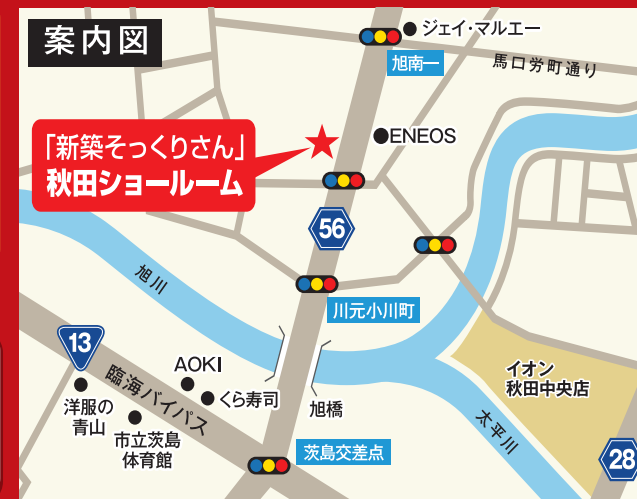 案内図
ジェイ・マルエー
旭南一
馬口労町通り
ENEOS
「新築そっくりさん」
秋田ショールーム
56
旭川
川元小川町
13
臨海バイパス
AOKI
くら寿司
洋服の
青山
市立茨島
体育館
旭橋
茨島交差点
イオン
秋田中央店
太平川
28